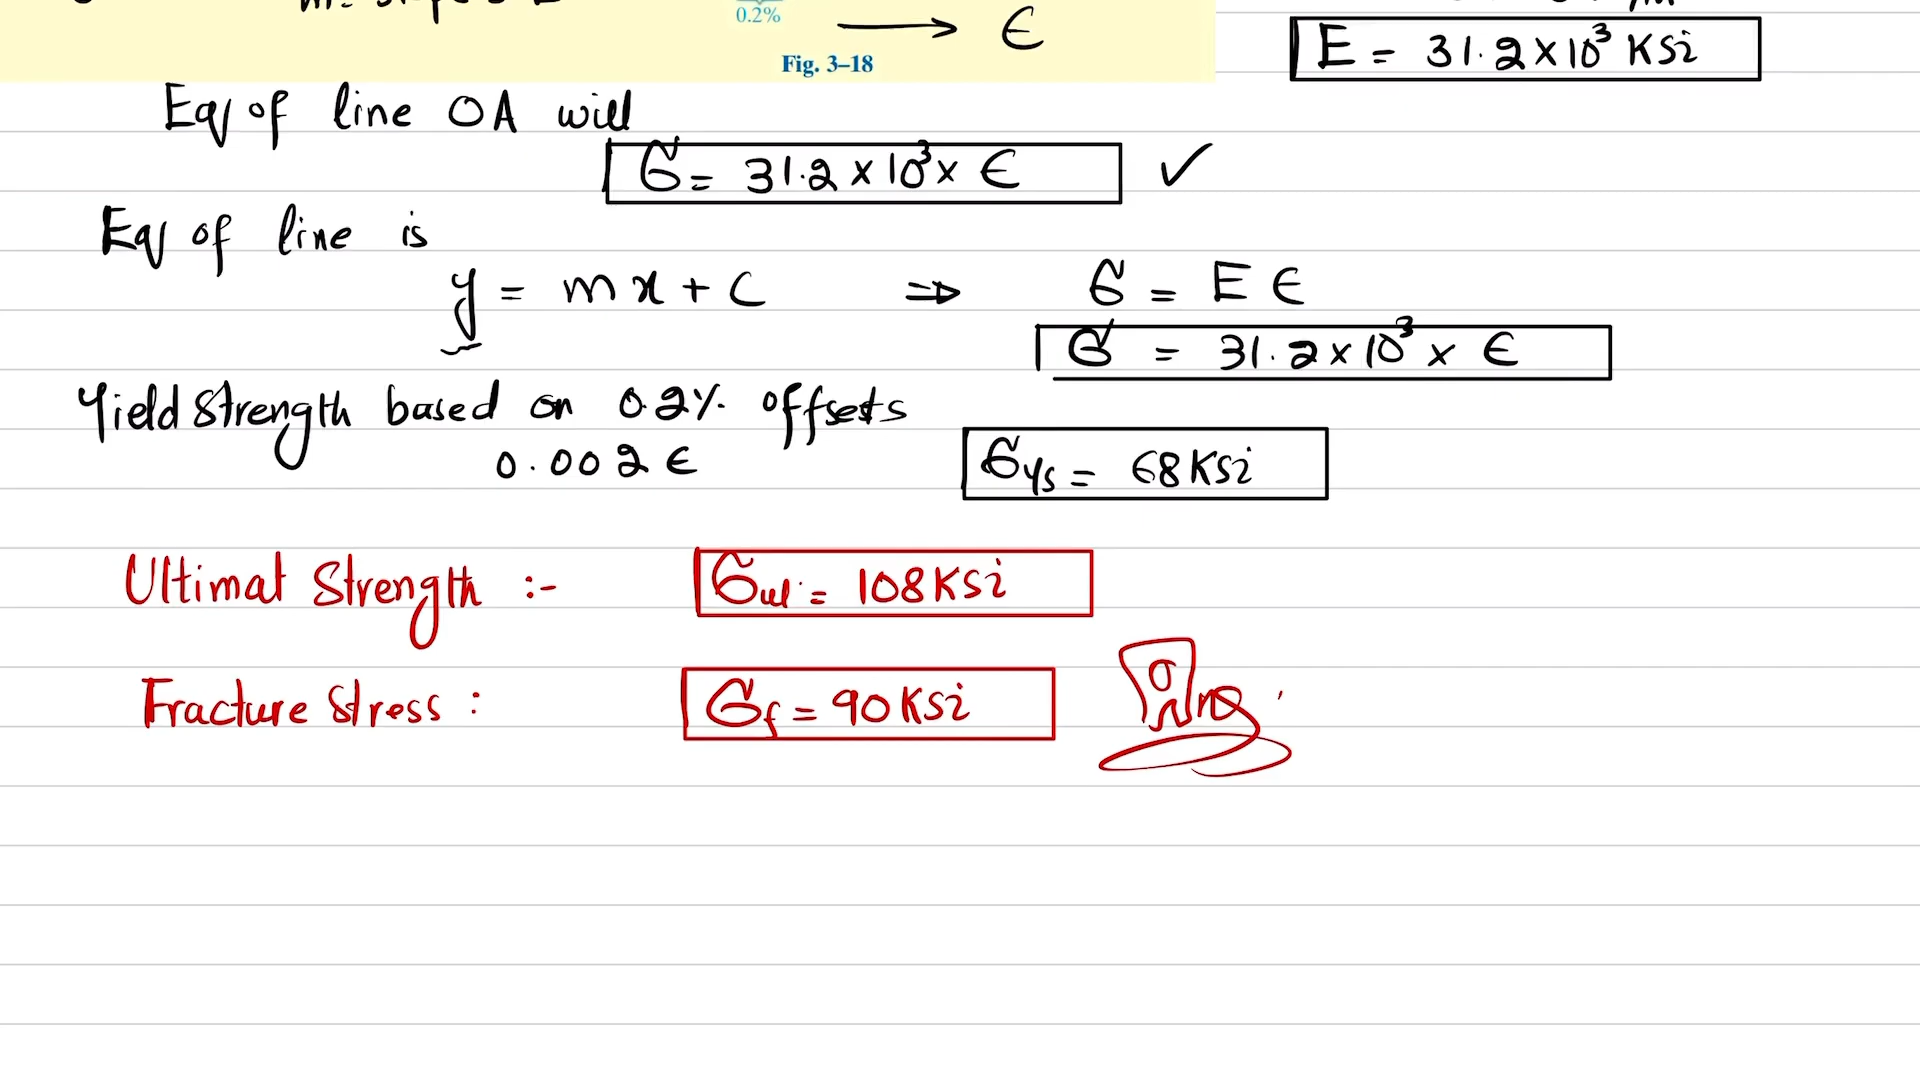 0.2%
→ ϵ
Fig. 3–18
E = 31.2×10³ KSi
Eq of line OA will
σ = 31.2 × 10³ × ϵ ✓
Eq of line is
y = mx + c ⇒ σ = E ϵ
σ = 31.2×10³ × ϵ
Yield Strength based on 0.2% offsets
0.002 ϵ
σys = 68 KSi
Ultimat Strength :-
σul = 108 KSi
Fracture Stress :
σf = 90 KSi